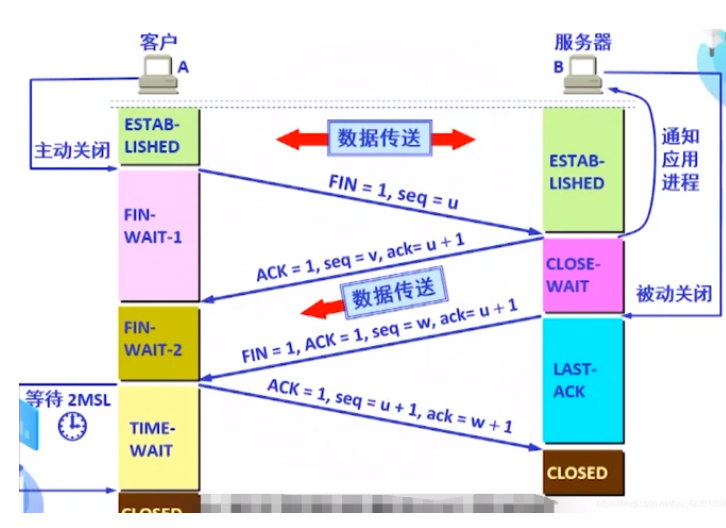 客户
A
服务器
B
主动关闭
ESTAB-
LISHED
数据传送
ESTAB-
LISHED
通知
应用
进程
FIN = 1, seq = u
FIN-
WAIT-1
ACK = 1, seq = v, ack= u + 1
CLOSE-
WAIT
数据传送
被动关闭
FIN-
WAIT-2
FIN = 1, ACK = 1, seq = w, ack= u + 1
LAST-
ACK
等待 2MSL
ACK = 1, seq = u + 1, ack = w + 1
TIME-
WAIT
CLOSED
CLOSED